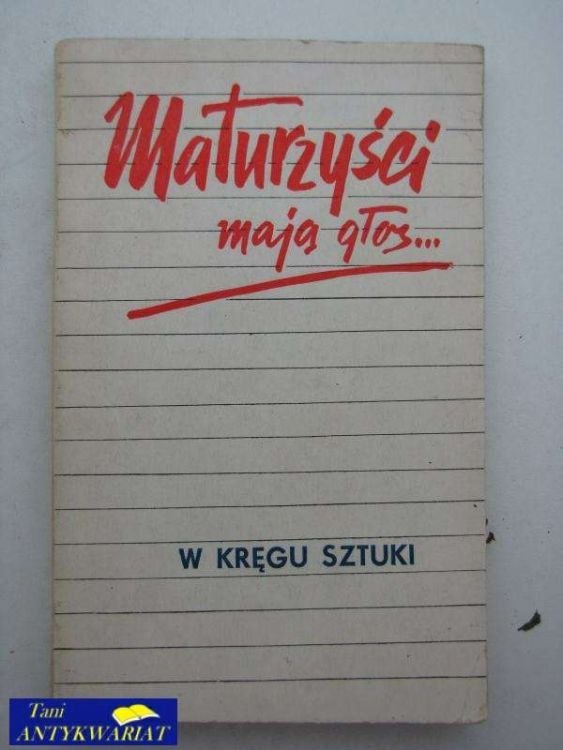 Maturzyści
mają głos...
W KRĘGU SZTUKI
Tani
ANTYKWARIAT